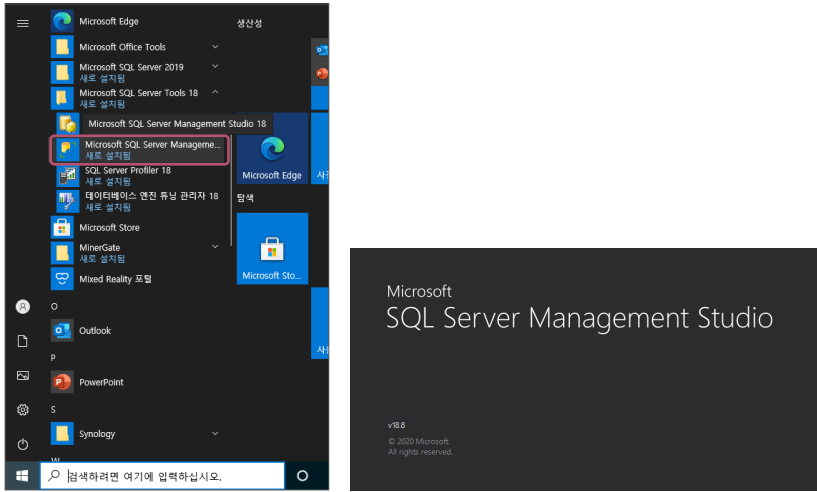 Microsoft Edge
생산성
Microsoft Office Tools
Microsoft SQL Server 2019
새로 설치됨
Microsoft SQL Server Tools 18
새로 설치됨
Microsoft SQL Server Management Studio 18
Microsoft SQL Server Manageme...
새로 설치됨
SQL Server Profiler 18
새로 설치됨
Microsoft Edge
데이터베이스 엔진 튜닝 관리자 18
새로 설치됨
탐색
Microsoft Store
MinerGate
새로 설치됨
Microsoft Sto...
Mixed Reality 포털
O
Outlook
P
PowerPoint
S
Synology
W
검색하려면 여기에 입력하십시오.
Microsoft
SQL Server Management Studio
v18.8
© 2020 Microsoft.
All rights reserved.